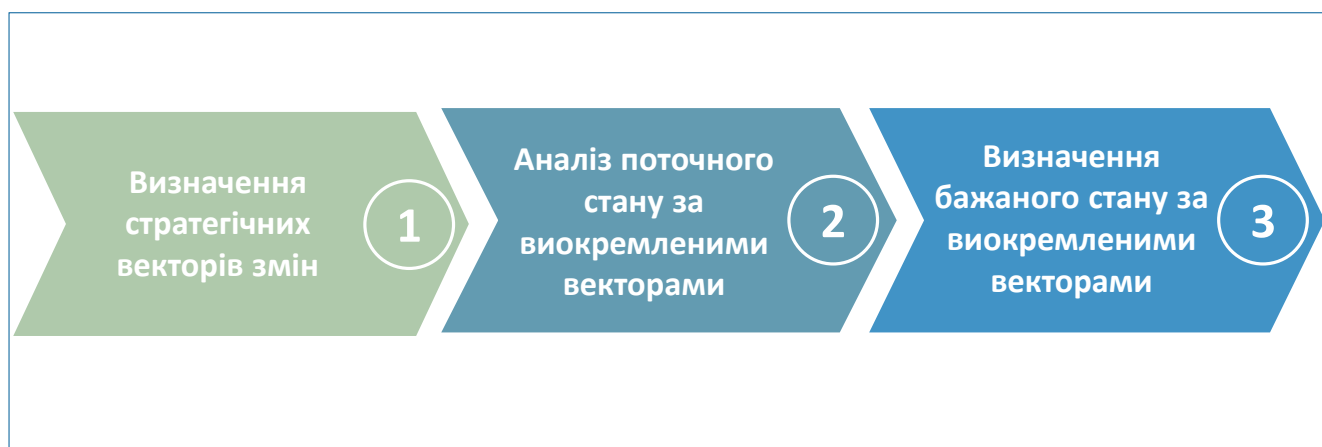 Визначення
стратегічних
векторів змін
1
Аналіз поточного
стану за
виокремленими
векторами
2
Визначення
бажаного стану за
виокремленими
векторами
3